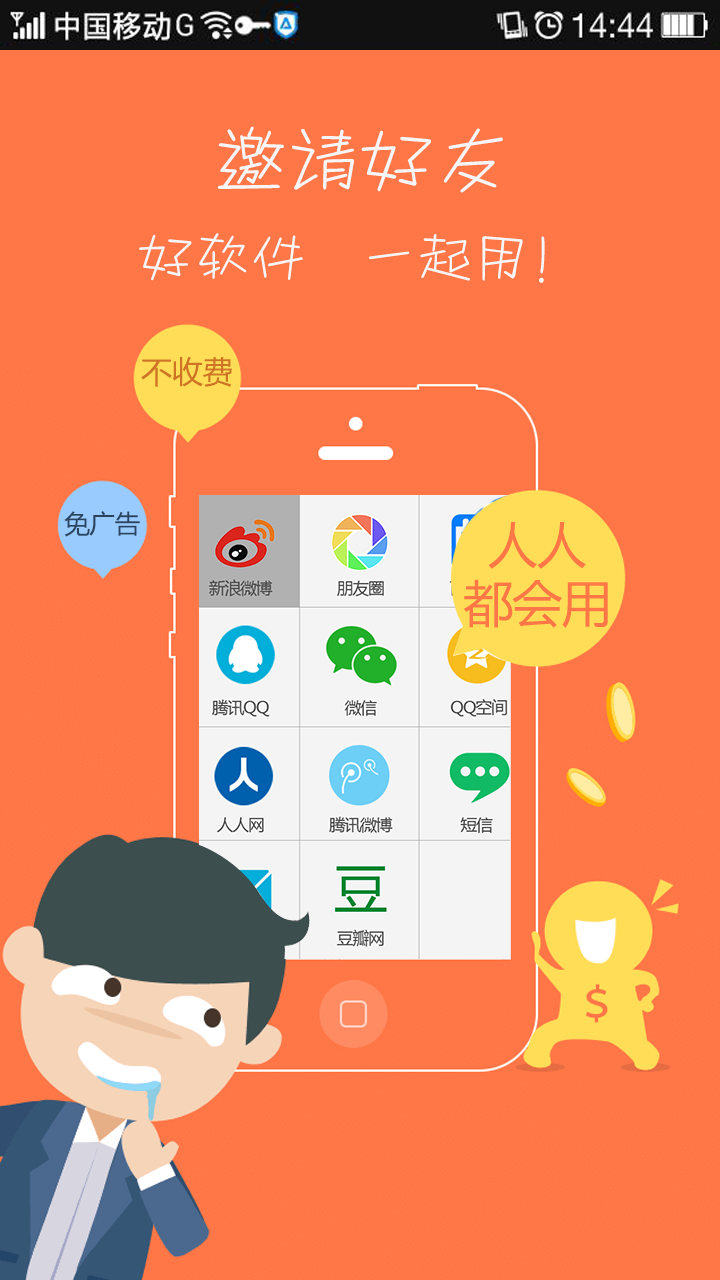 中国移动G 14:44
邀请好友
好软件 一起用!
不收费
免广告
人人
都会用
新浪微博 朋友圈
腾讯QQ 微信 QQ空间
人人网 腾讯微博 短信
豆
豆瓣网
$